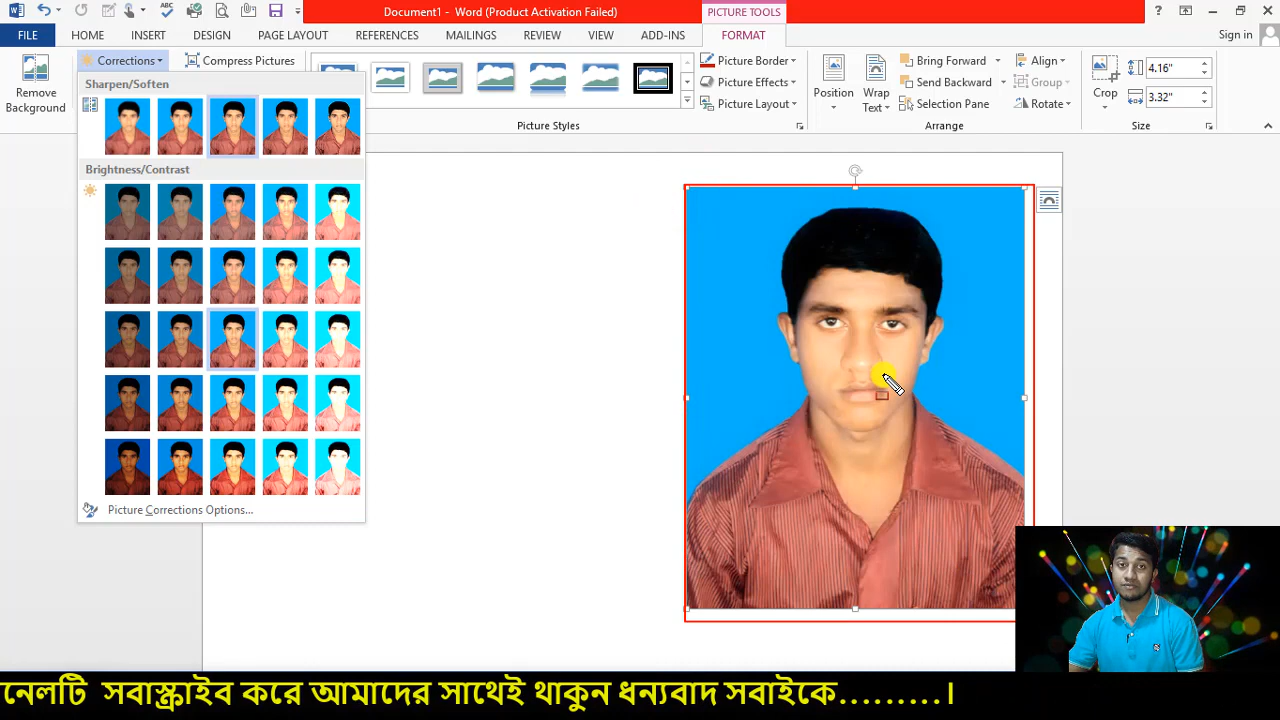 Document1 - Word (Product Activation Failed)
PICTURE TOOLS
?
FILE
HOME
INSERT
DESIGN
PAGE LAYOUT
REFERENCES
MAILINGS
REVIEW
VIEW
ADD-INS
FORMAT
Sign in
Corrections
Compress Pictures
Remove Background
Picture Border
Picture Effects
Picture Layout
Picture Styles
Position
Wrap Text
Bring Forward
Send Backward
Selection Pane
Align
Group
Rotate
Arrange
Crop
4.16"
3.32"
Size
Sharpen/Soften
Brightness/Contrast
Picture Corrections Options...
নেলটি সবাস্ক্রাইব করে আমাদের সাথেই থাকুন ধন্যবাদ সবাইকে.........।